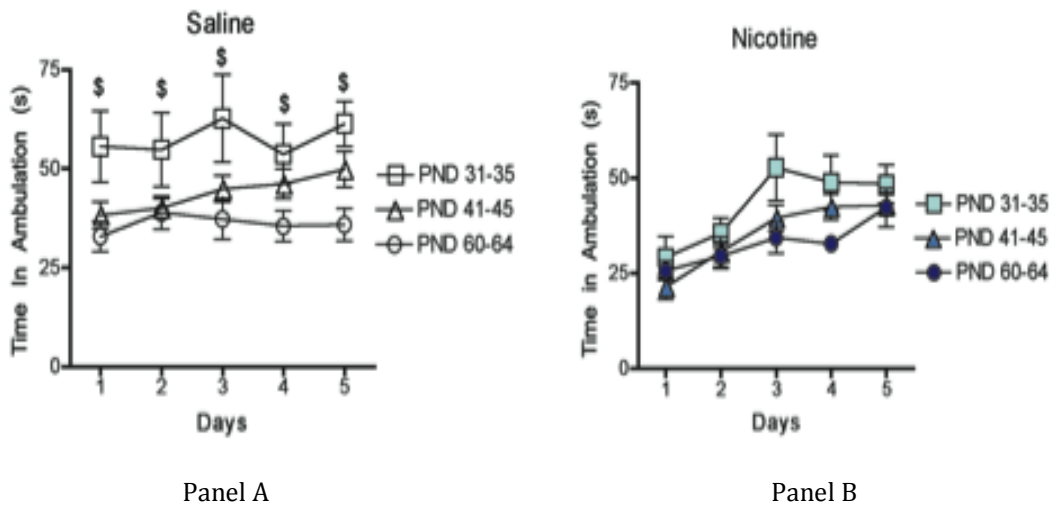 Saline
Time In Ambulation (s)
75
50
25
0
$ $ $ $ $
1 2 3 4 5
Days
PND 31-35
PND 41-45
PND 60-64
Panel A
Nicotine
Time in Ambulation (s)
75
50
25
0
1 2 3 4 5
Days
PND 31-35
PND 41-45
PND 60-64
Panel B